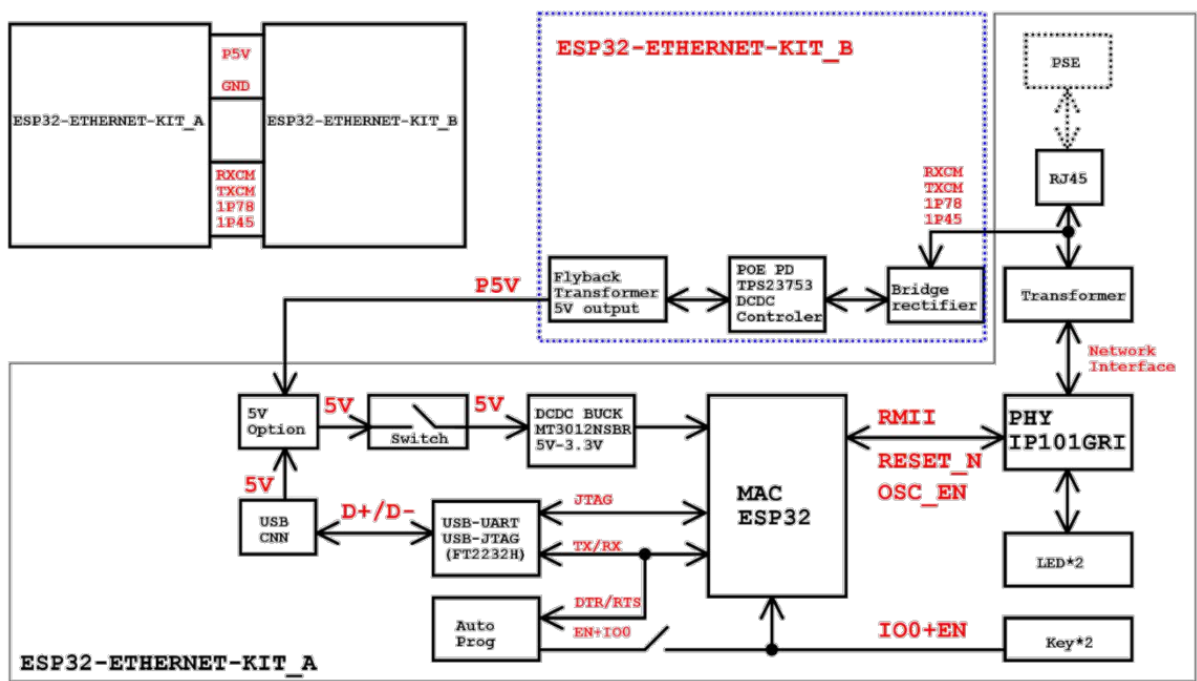 P5V
GND
ESP32-ETHERNET-KIT_A
ESP32-ETHERNET-KIT_B
RXCM
TXCM
1P78
1P45
ESP32-ETHERNET-KIT_B
PSE
RJ45
RXCM
TXCM
1P78
1P45
P5V
Flyback
Transformer
5V output
POE PD
TPS23753
DCDC
Controler
Bridge
rectifier
Transformer
Network
Interface
5V
Option
5V
Switch
5V
DCDC BUCK
MT3012NSBR
5V-3.3V
MAC
ESP32
RMII
RESET_N
OSC_EN
PHY
IP101GRI
5V
USB
CNN
D+/D-
USB-UART
USB-JTAG
(FT2232H)
JTAG
TX/RX
LED*2
DTR/RTS
Auto
Prog
EN+IO0
IO0+EN
Key*2
ESP32-ETHERNET-KIT_A